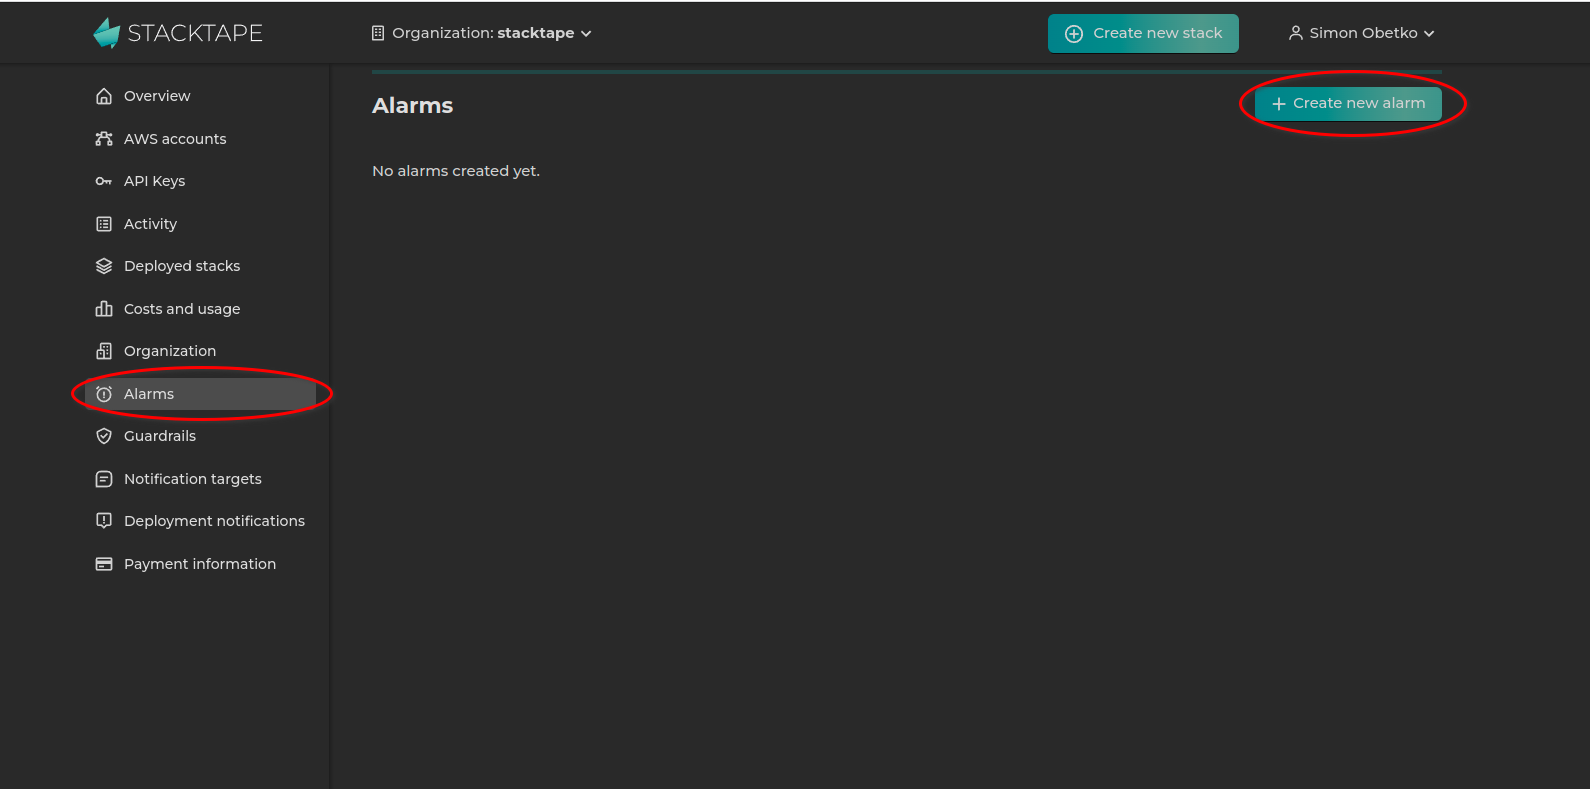 STACKTAPE
Organization: stacktape
Create new stack
Simon Obetko
Overview
AWS accounts
API Keys
Activity
Deployed stacks
Costs and usage
Organization
Alarms
Guardrails
Notification targets
Deployment notifications
Payment information
Alarms
Create new alarm
No alarms created yet.